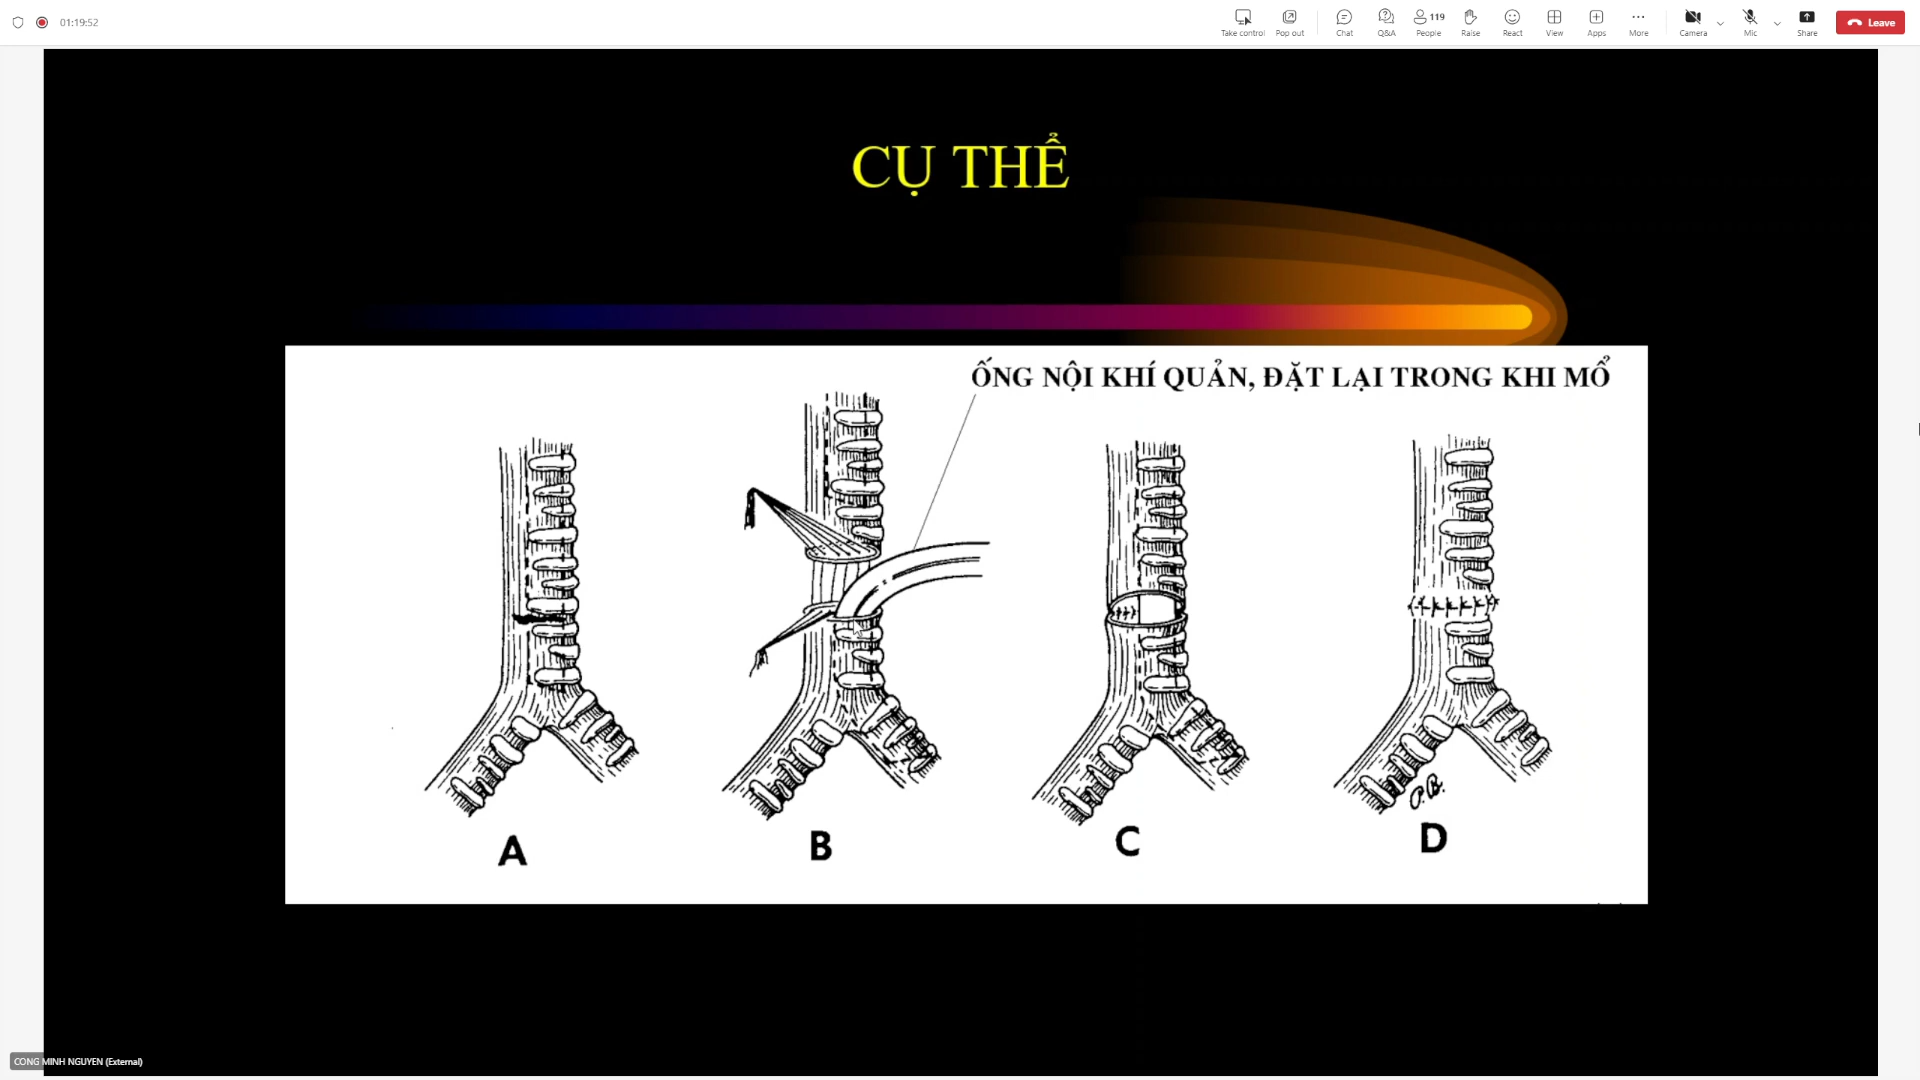 01:19:52
Take control
Pop out
Chat
Q&A
119
People
Raise
React
View
Apps
More
Camera
Mic
Share
Leave
CỤ THỂ
ỐNG NỘI KHÍ QUẢN, ĐẶT LẠI TRONG KHI MỔ
A
B
C
D
P.B.
CONG MINH NGUYEN (External)